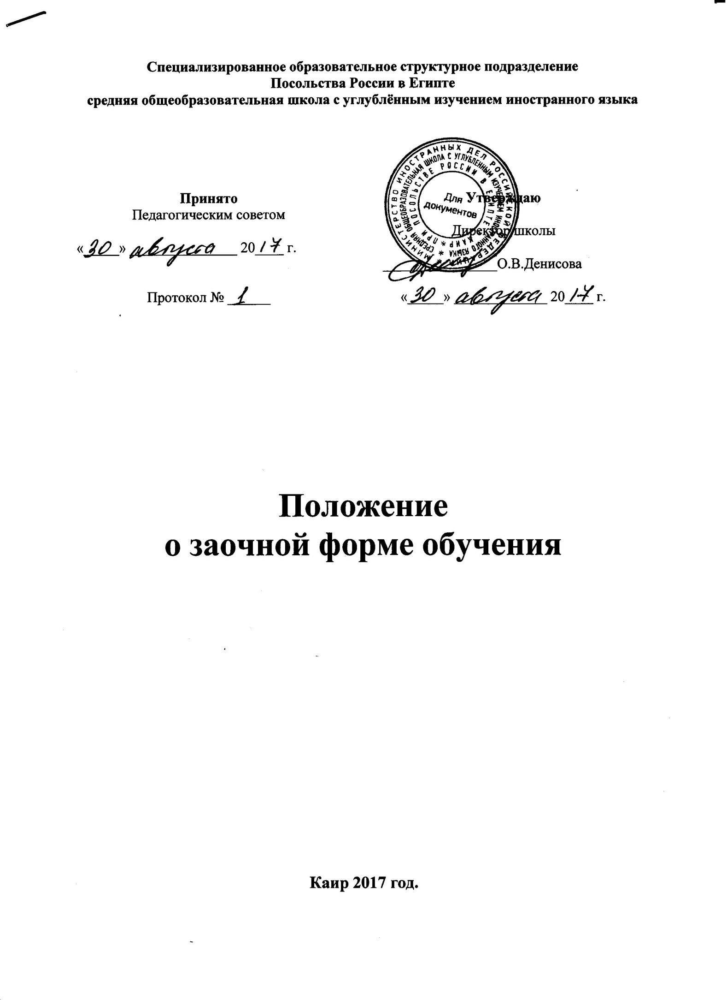 Специализированное образовательное структурное подразделение
Посольства России в Египте
средняя общеобразовательная школа с углублённым изучением иностранного языка
Принято
Педагогическим советом
«30» августа 2017 г.
Протокол № 1
МИНИСТЕРСТВО ИНОСТРАННЫХ ДЕЛ РОССИЙСКОЙ ФЕДЕРАЦИИ *
СРЕДНЯЯ ОБЩЕОБРАЗОВАТЕЛЬНАЯ ШКОЛА С УГЛУБЛЕННЫМ ИЗУЧЕНИЕМ ИНОСТРАННОГО ЯЗЫКА *
ПРИ ПОСОЛЬСТВЕ РОССИИ В ЕГИПТЕ * КАИР *
Для
документов
Утверждаю
Директор школы
О.В.Денисова
«30» августа 2017 г.
Положение
о заочной форме обучения
Каир 2017 год.